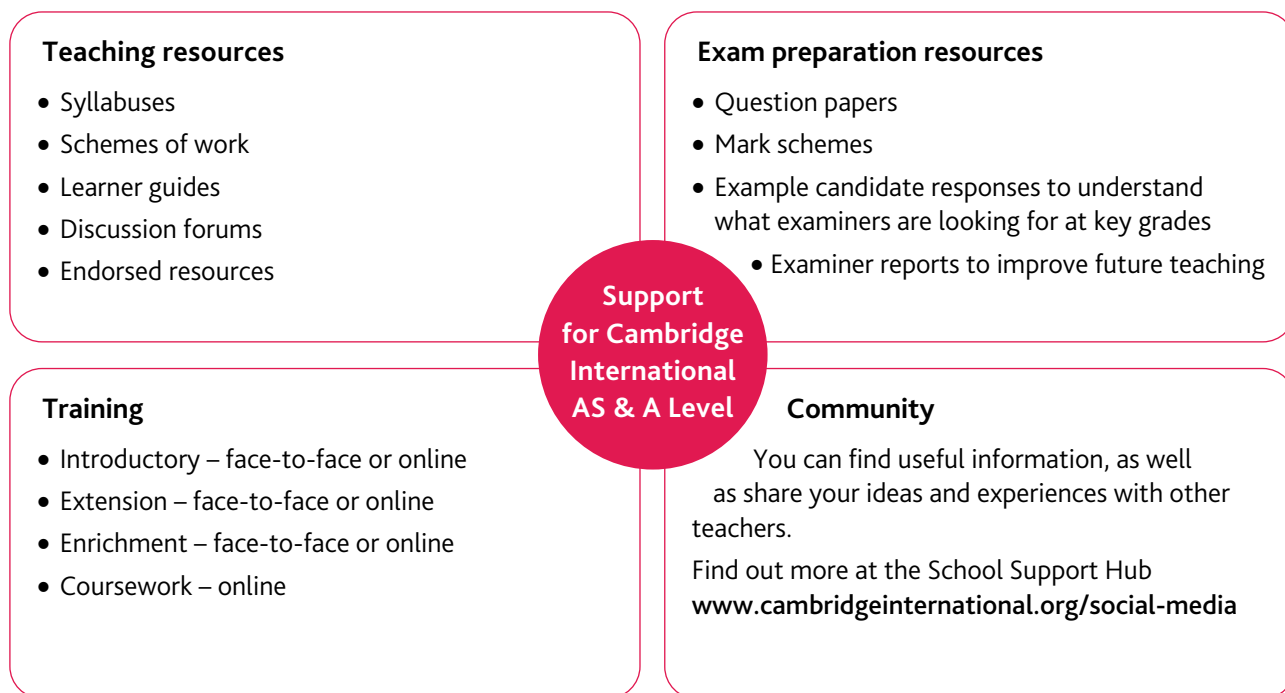 Teaching resources
• Syllabuses
• Schemes of work
• Learner guides
• Discussion forums
• Endorsed resources
Exam preparation resources
• Question papers
• Mark schemes
• Example candidate responses to understand
what examiners are looking for at key grades
• Examiner reports to improve future teaching
Support
for Cambridge
International
AS & A Level
Training
• Introductory – face-to-face or online
• Extension – face-to-face or online
• Enrichment – face-to-face or online
• Coursework – online
Community
You can find useful information, as well
as share your ideas and experiences with other
teachers.
Find out more at the School Support Hub
www.cambridgeinternational.org/social-media